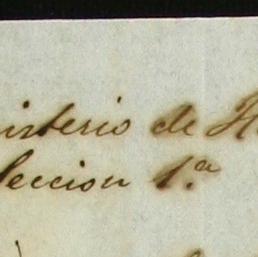 nisterio de H
Seccion 1.ª